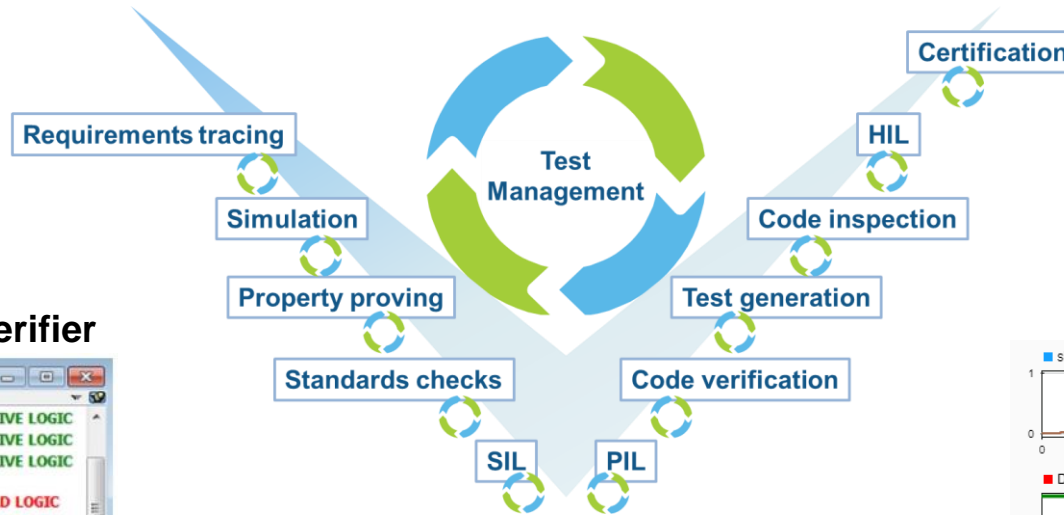 Certification
Requirements tracing
HIL
Test
Management
Simulation
Code inspection
Property proving
Test generation
Standards checks
Code verification
SIL
PIL
erifier
IVE LOGIC
IVE LOGIC
IVE LOGIC
D LOGIC
1
0
0